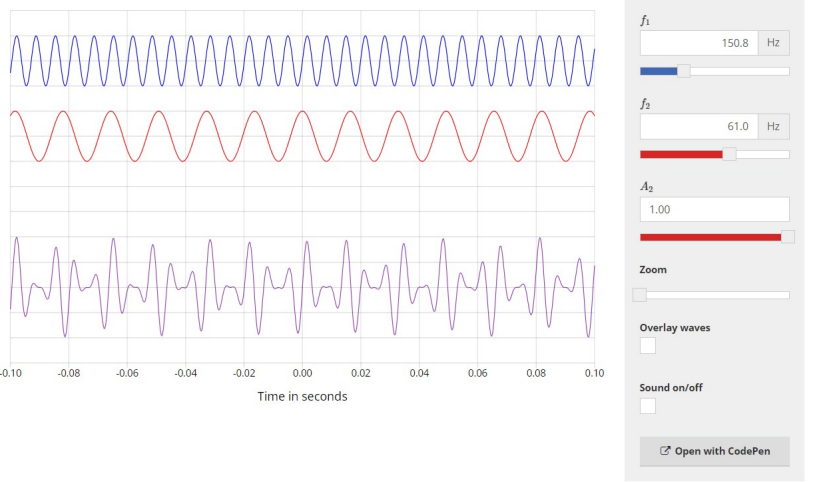 f₁
150.8 Hz
f₂
61.0 Hz
A₂
1.00
Zoom
Overlay waves
Sound on/off
Open with CodePen
-0.10 -0.08 -0.06 -0.04 -0.02 0.00 0.02 0.04 0.06 0.08 0.10
Time in seconds